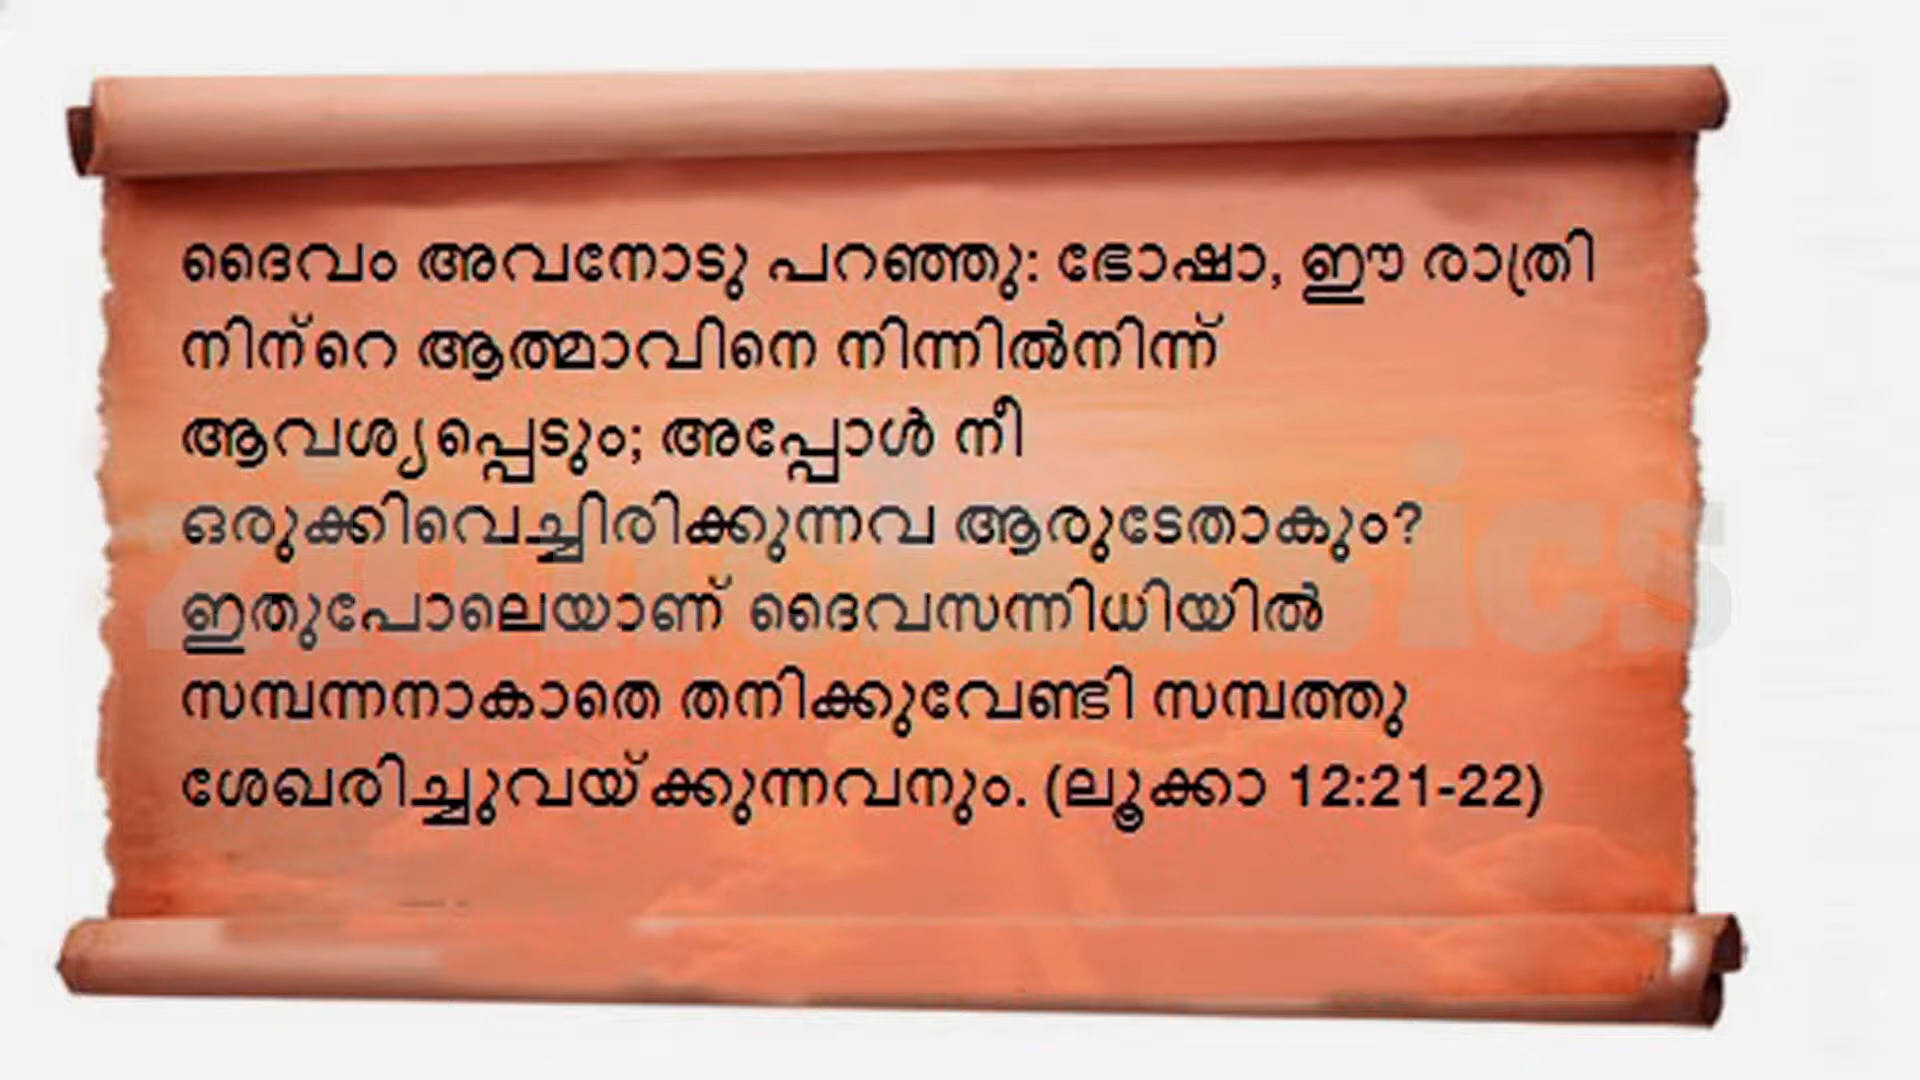 ദൈവം അവനോടു പറഞ്ഞു: ഭോഷാ, ഈ രാത്രി
നിന്റെ ആത്മാവിനെ നിന്നിൽനിന്ന്
ആവശ്യപ്പെടും; അപ്പോൾ നീ
ഒരുക്കിവെച്ചിരിക്കുന്നവ ആരുടേതാകും?
ഇതുപോലെയാണ് ദൈവസന്നിധിയിൽ
സമ്പന്നനാകാതെ തനിക്കുവേണ്ടി സമ്പത്തു
ശേഖരിച്ചുവയ്ക്കുന്നവനും. (ലൂക്കാ 12:21-22)
zionclassics